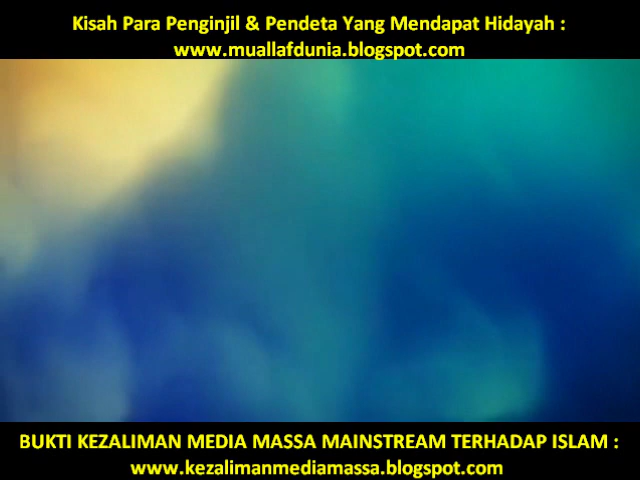 Kisah Para Penginjil & Pendeta Yang Mendapat Hidayah :
www.muallafdunia.blogspot.com
BUKTI KEZALIMAN MEDIA MASSA MAINSTREAM TERHADAP ISLAM :
www.kezalimanmediamassa.blogspot.com